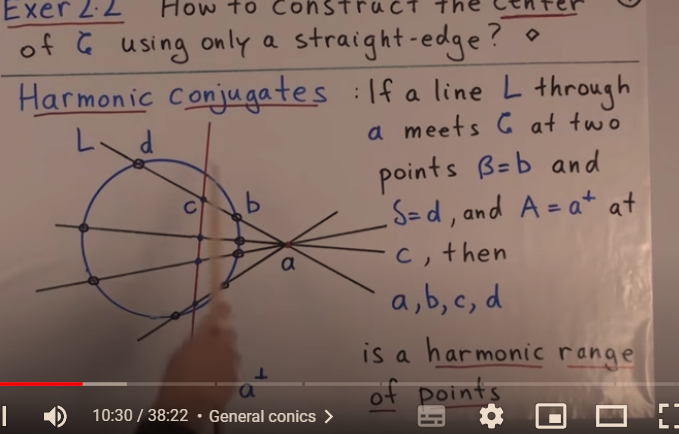 Exer 2.2 How to construct the center
of C using only a straight-edge? ◇
Harmonic conjugates : If a line L through
a meets C at two
points B=b and
S=d, and A=a⁺ at
c, then
a, b, c, d
is a harmonic range
of points
L d
c b
a
a⊥
10:30 / 38:22 • General conics >